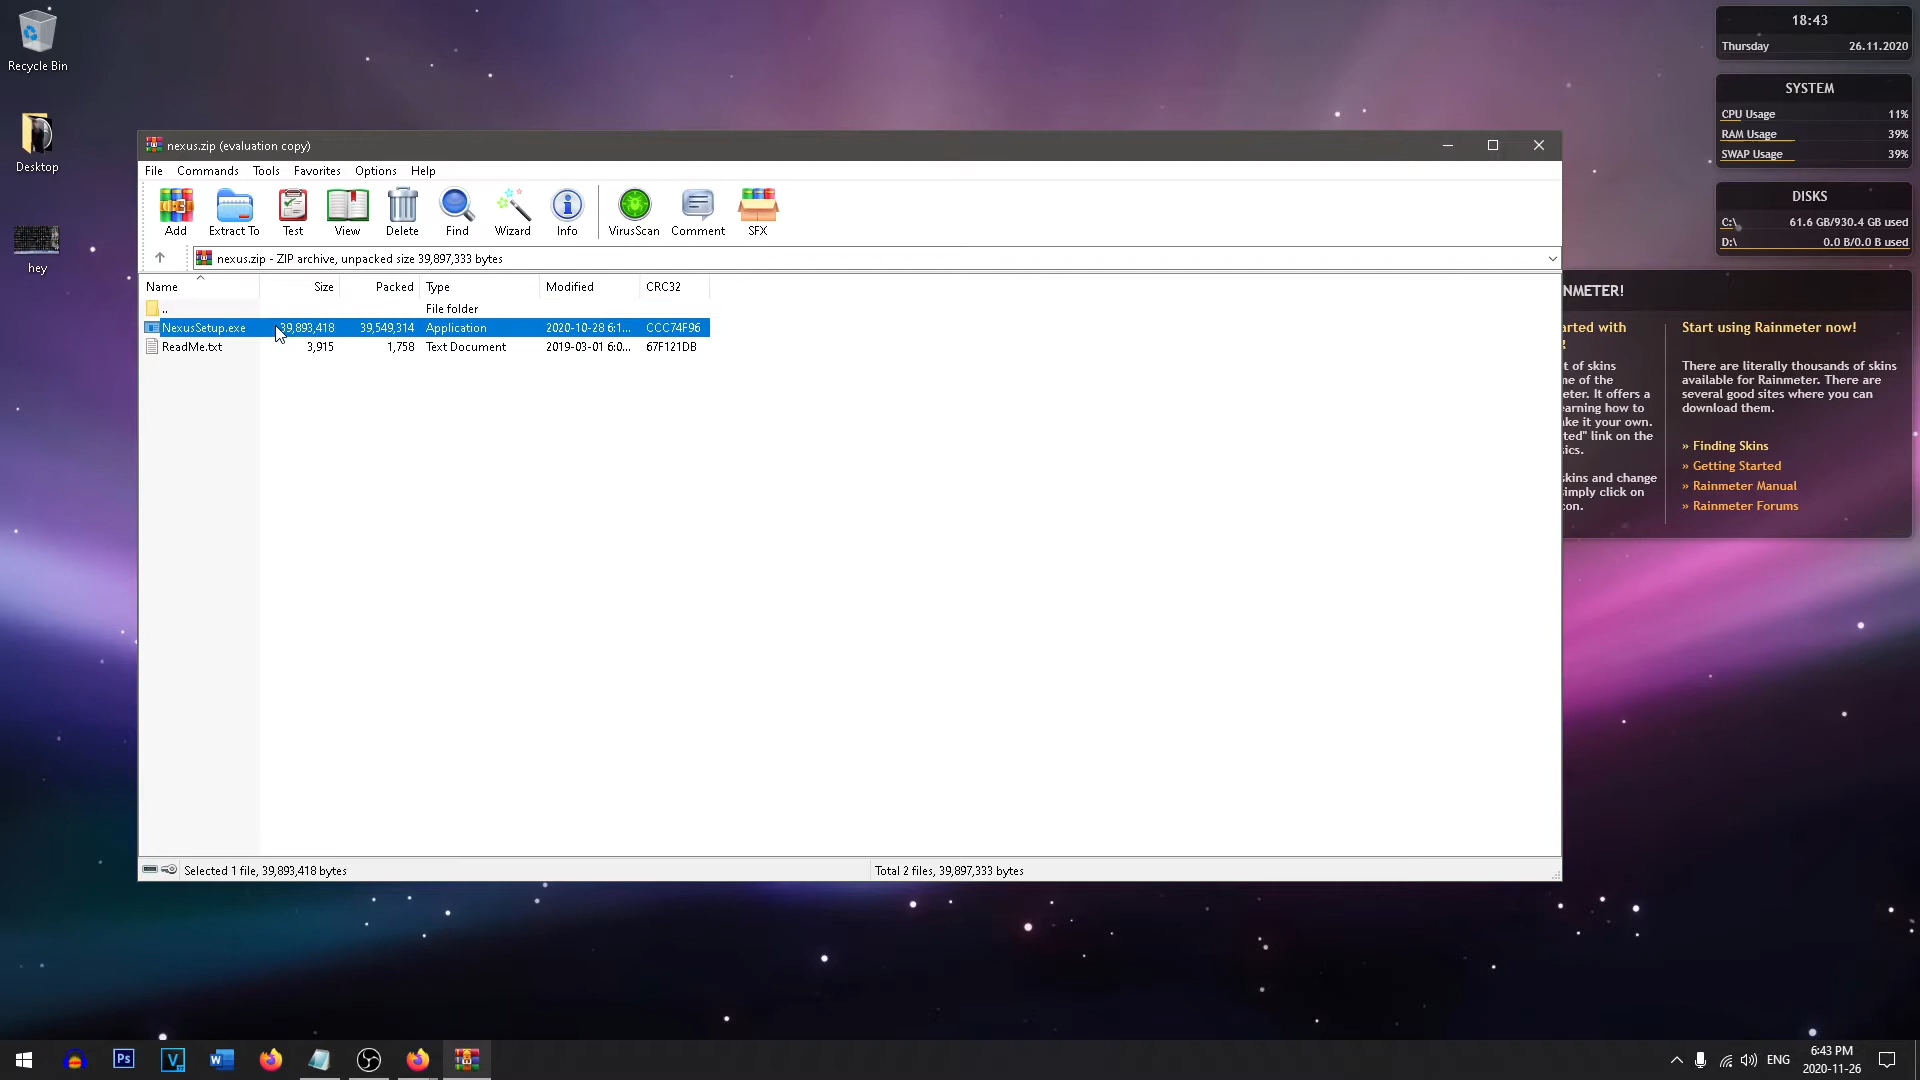 Recycle Bin
Desktop
hey
nexus.zip (evaluation copy)
File Commands Tools Favorites Options Help
Add Extract To Test View Delete Find Wizard Info VirusScan Comment SFX
nexus.zip - ZIP archive, unpacked size 39,897,333 bytes
Name Size Packed Type Modified CRC32
.. File folder
NexusSetup.exe 39,893,418 39,549,314 Application 2020-10-28 6:1... CCC74F96
ReadMe.txt 3,915 1,758 Text Document 2019-03-01 6:0... 67F121DB
Selected 1 file, 39,893,418 bytes
Total 2 files, 39,897,333 bytes
18:43
Thursday 26.11.2020
SYSTEM
CPU Usage 11%
RAM Usage 39%
SWAP Usage 39%
DISKS
C:\ 61.6 GB/930.4 GB used
D:\ 0.0 B/0.0 B used
NMETER!
arted with
!
t of skins
me of the
eter. It offers a
earning how to
ake it your own.
ted" link on the
sics.
skins and change
simply click on
con.
Start using Rainmeter now!
There are literally thousands of skins
available for Rainmeter. There are
several good sites where you can
download them.
» Finding Skins
» Getting Started
» Rainmeter Manual
» Rainmeter Forums
Ps
V
W
ENG
6:43 PM
2020-11-26